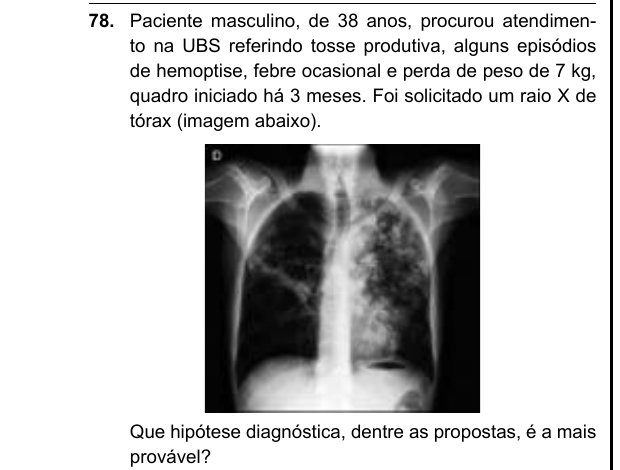 78. Paciente masculino, de 38 anos, procurou atendimen-
to na UBS referindo tosse produtiva, alguns episódios
de hemoptise, febre ocasional e perda de peso de 7 kg,
quadro iniciado há 3 meses. Foi solicitado um raio X de
tórax (imagem abaixo).
D
Que hipótese diagnóstica, dentre as propostas, é a mais
provável?